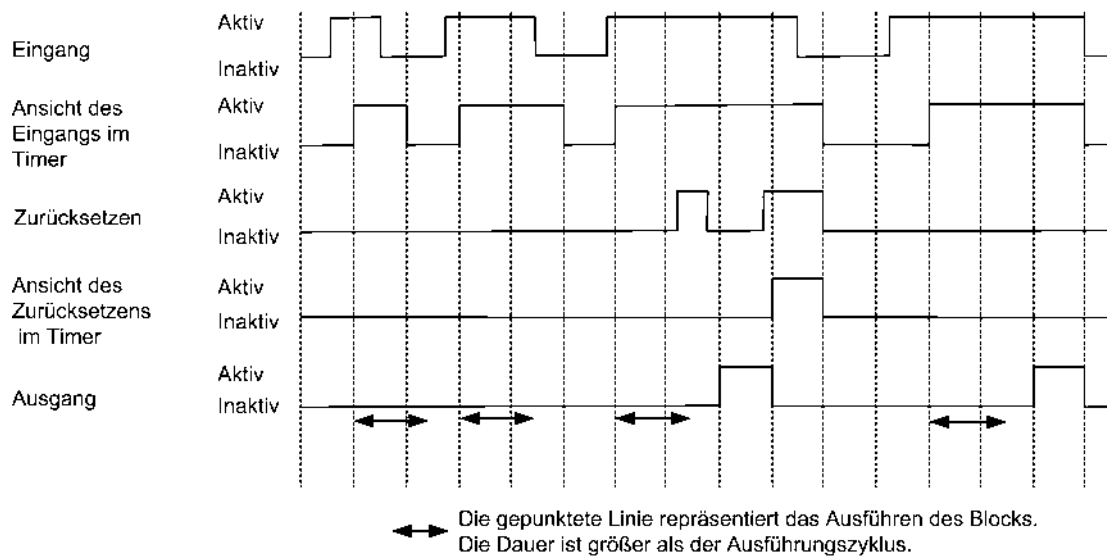 Eingang
Aktiv
Inaktiv
Ansicht des
Eingangs im
Timer
Aktiv
Inaktiv
Zurücksetzen
Aktiv
Inaktiv
Ansicht des
Zurücksetzens
im Timer
Aktiv
Inaktiv
Ausgang
Aktiv
Inaktiv
Die gepunktete Linie repräsentiert das Ausführen des Blocks.
Die Dauer ist größer als der Ausführungszyklus.